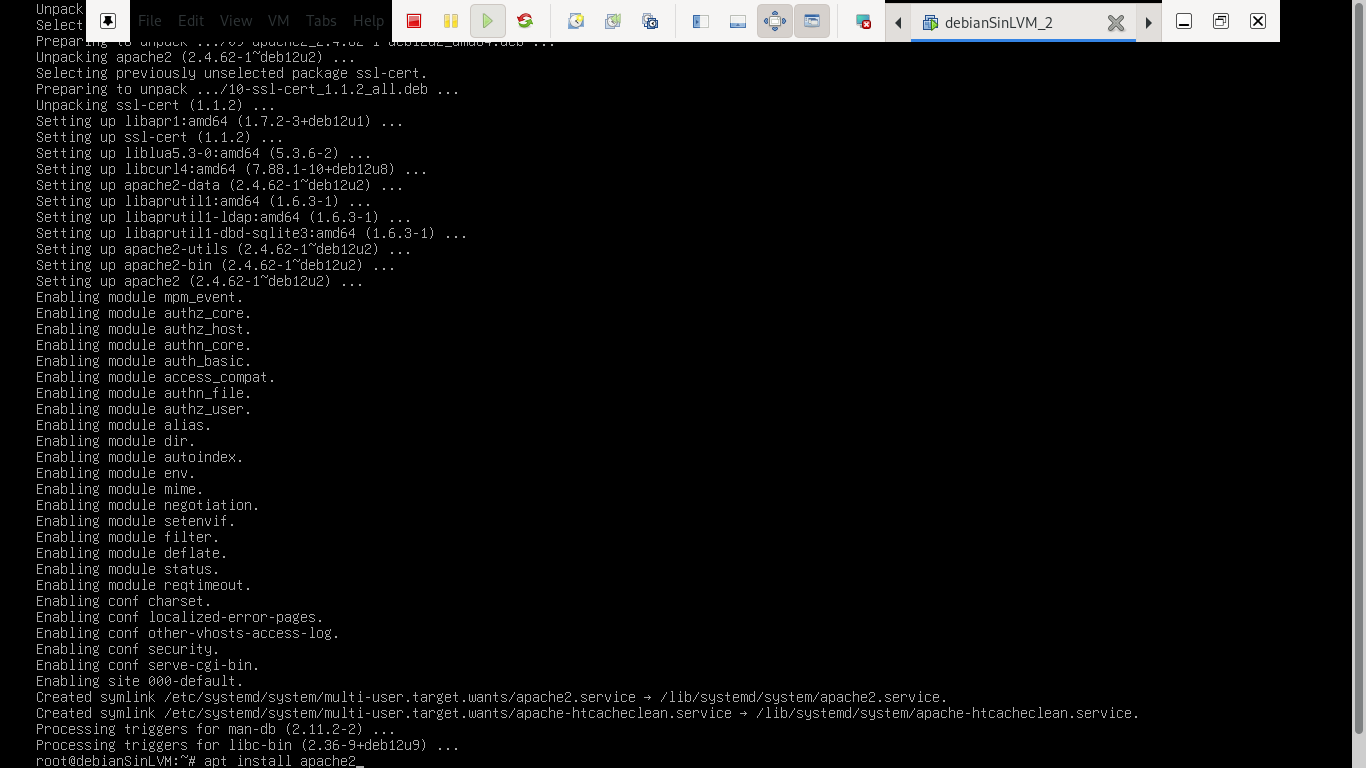 Unpack
File Edit View VM Tabs Help
debianSinLVM_2
Select
Preparing to unpack .../09-apache2_2.4.62-1~deb12u2_amd64.deb ...
Unpacking apache2 (2.4.62-1~deb12u2) ...
Selecting previously unselected package ssl-cert.
Preparing to unpack .../10-ssl-cert_1.1.2_all.deb ...
Unpacking ssl-cert (1.1.2) ...
Setting up libapr1:amd64 (1.7.2-3+deb12u1) ...
Setting up ssl-cert (1.1.2) ...
Setting up liblua5.3-0:amd64 (5.3.6-2) ...
Setting up libcurl4:amd64 (7.88.1-10+deb12u8) ...
Setting up apache2-data (2.4.62-1~deb12u2) ...
Setting up libaprutil1:amd64 (1.6.3-1) ...
Setting up libaprutil1-ldap:amd64 (1.6.3-1) ...
Setting up libaprutil1-dbd-sqlite3:amd64 (1.6.3-1) ...
Setting up apache2-utils (2.4.62-1~deb12u2) ...
Setting up apache2-bin (2.4.62-1~deb12u2) ...
Setting up apache2 (2.4.62-1~deb12u2) ...
Enabling module mpm_event.
Enabling module authz_core.
Enabling module authz_host.
Enabling module authn_core.
Enabling module auth_basic.
Enabling module access_compat.
Enabling module authn_file.
Enabling module authz_user.
Enabling module alias.
Enabling module dir.
Enabling module autoindex.
Enabling module env.
Enabling module mime.
Enabling module negotiation.
Enabling module setenvif.
Enabling module filter.
Enabling module deflate.
Enabling module status.
Enabling module reqtimeout.
Enabling conf charset.
Enabling conf localized-error-pages.
Enabling conf other-vhosts-access-log.
Enabling conf security.
Enabling conf serve-cgi-bin.
Enabling site 000-default.
Created symlink /etc/systemd/system/multi-user.target.wants/apache2.service → /lib/systemd/system/apache2.service.
Created symlink /etc/systemd/system/multi-user.target.wants/apache-htcacheclean.service → /lib/systemd/system/apache-htcacheclean.service.
Processing triggers for man-db (2.11.2-2) ...
Processing triggers for libc-bin (2.36-9+deb12u9) ...
root@debianSinLVM:~# apt install apache2_